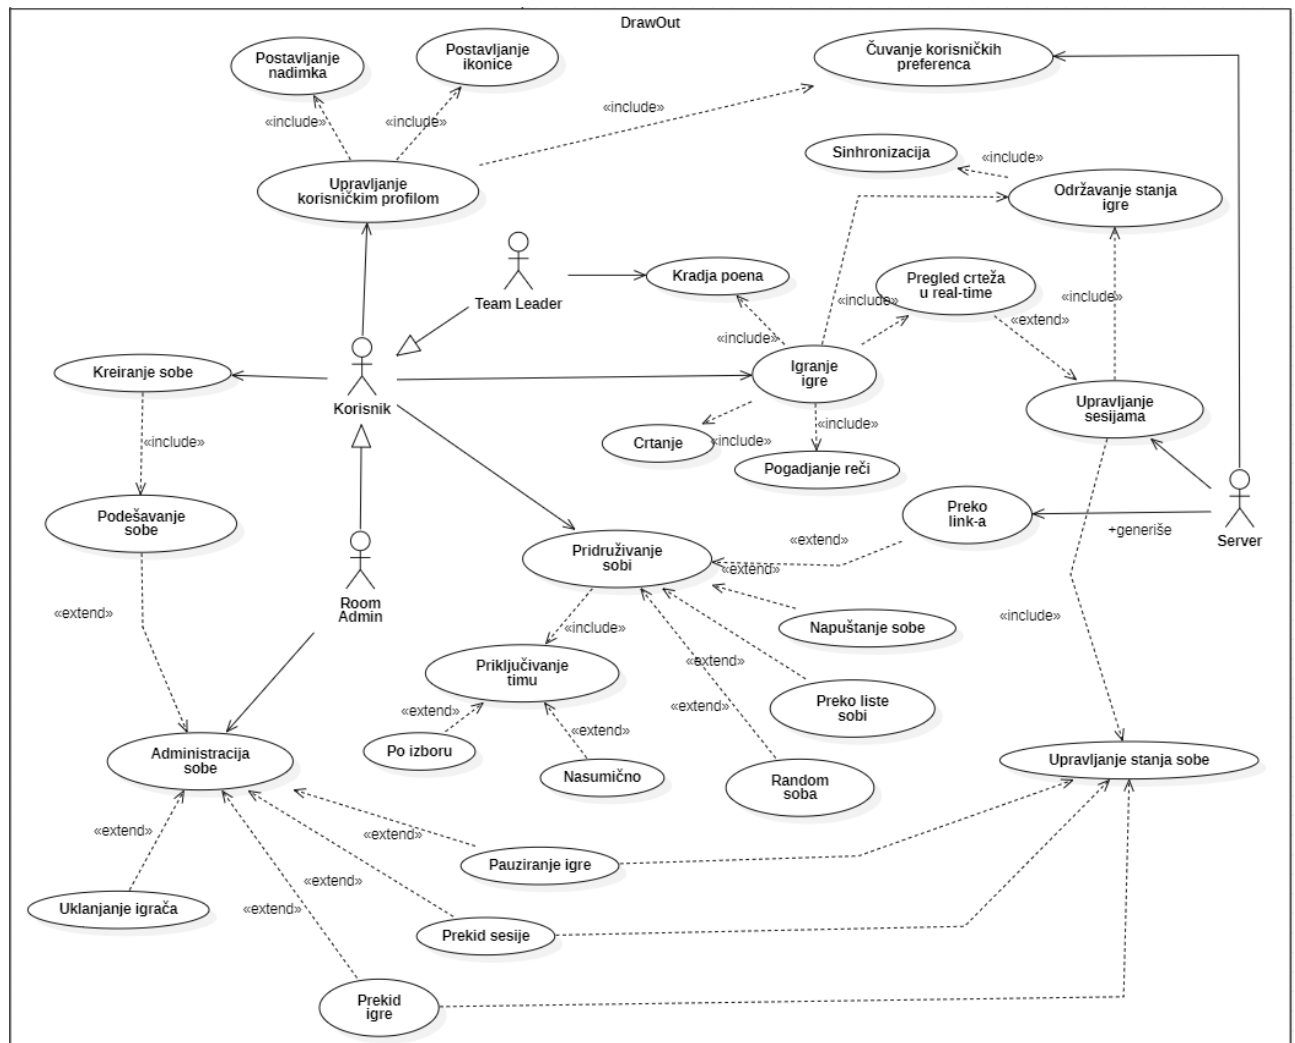 DrawOut
Postavljanje
nadimka
Postavljanje
ikonice
Čuvanje korisničkih
preferenca
«include»
«include»
«include»
Sinhronizacija
«include»
Upravljanje
korisničkim profilom
Održavanje stanja
igre
Team Leader
Kradja poena
Pregled crteža
u real-time
«include»
«include»
«extend»
«include»
Kreiranje sobe
Korisnik
Igranje
igre
Upravljanje
sesijama
«include»
Crtanje
«include»
«include»
Pogadjanje reči
Podešavanje
sobe
Preko
link-a
+generiše
Server
Pridruživanje
sobi
«extend»
«extend»
Room
Admin
«extend»
«include»
Napuštanje sobe
«include»
Priključivanje
timu
«extend»
Preko liste
sobi
«extend»
«extend»
«extend»
Administracija
sobe
Po izboru
Nasumično
Random
soba
Upravljanje stanja sobe
«extend»
«extend»
Pauziranje igre
«extend»
Uklanjanje igrača
«extend»
Prekid sesije
Prekid
igre